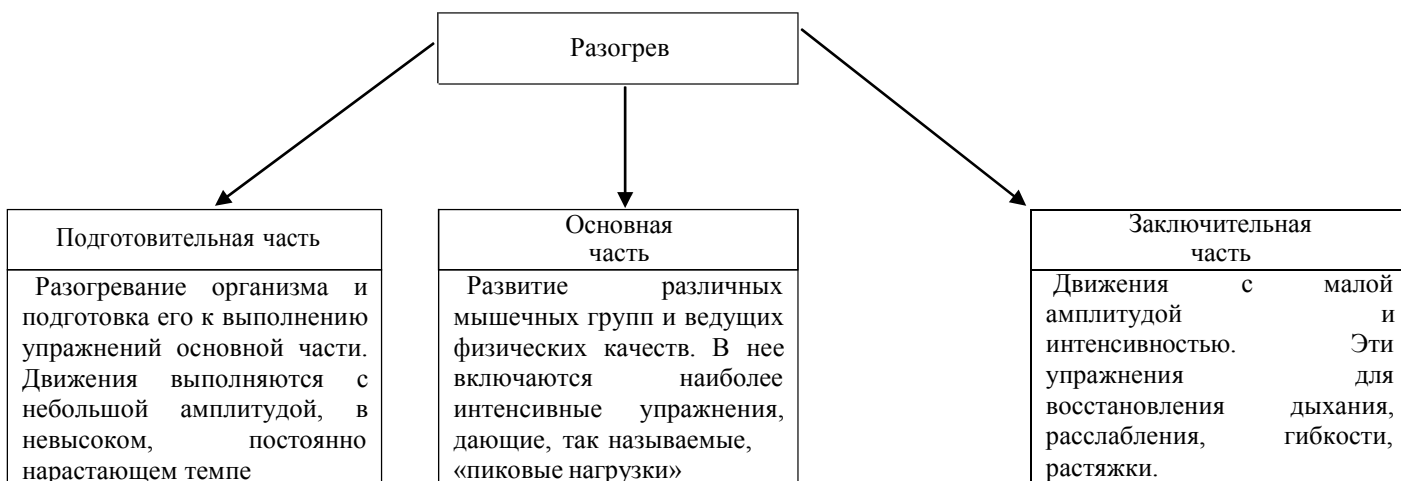 Разогрев
Подготовительная часть
Разогревание организма и
подготовка его к выполнению
упражнений основной части.
Движения выполняются с
небольшой амплитудой, в
невысоком, постоянно
нарастающем темпе
Основная
часть
Развитие различных
мышечных групп и ведущих
физических качеств. В нее
включаются наиболее
интенсивные упражнения,
дающие, так называемые,
«пиковые нагрузки»
Заключительная
часть
Движения с малой
амплитудой и
интенсивностью. Эти
упражнения для
восстановления дыхания,
расслабления, гибкости,
растяжки.